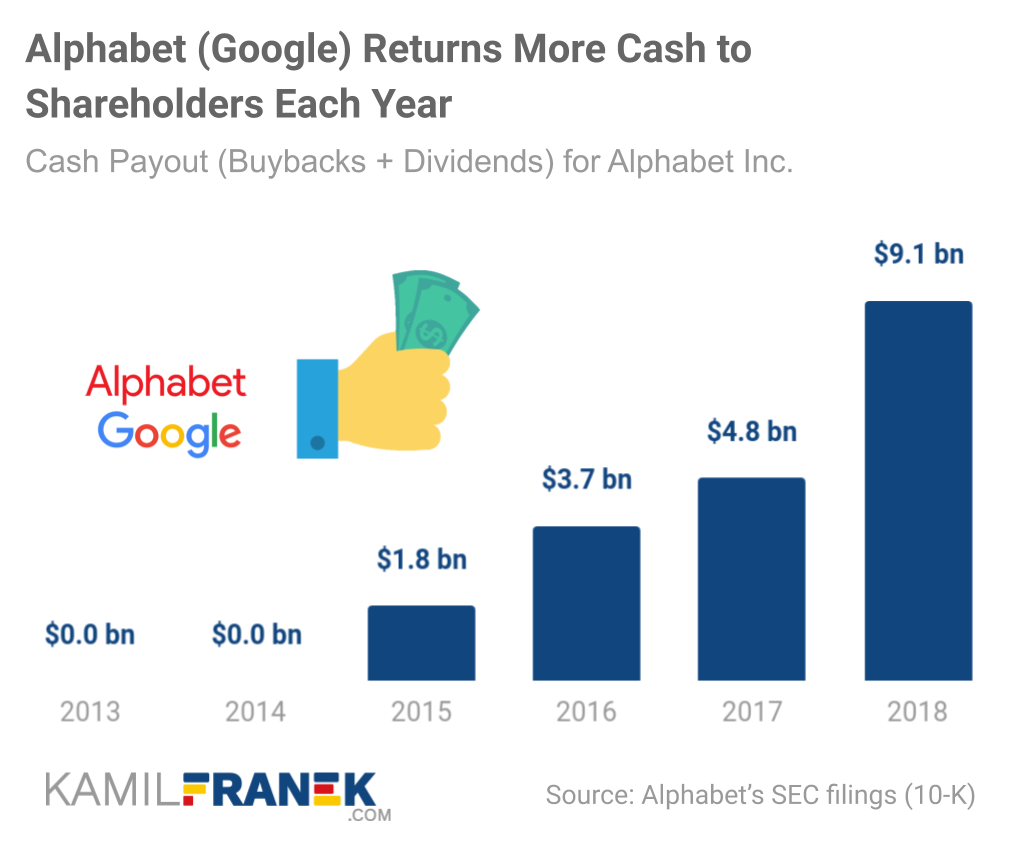 Alphabet (Google) Returns More Cash to
Shareholders Each Year
Cash Payout (Buybacks + Dividends) for Alphabet Inc.
$9.1 bn
Alphabet
Google
$4.8 bn
$3.7 bn
$1.8 bn
$0.0 bn $0.0 bn
2013 2014 2015 2016 2017 2018
KAMILFRANEK
.COM
Source: Alphabet’s SEC filings (10-K)